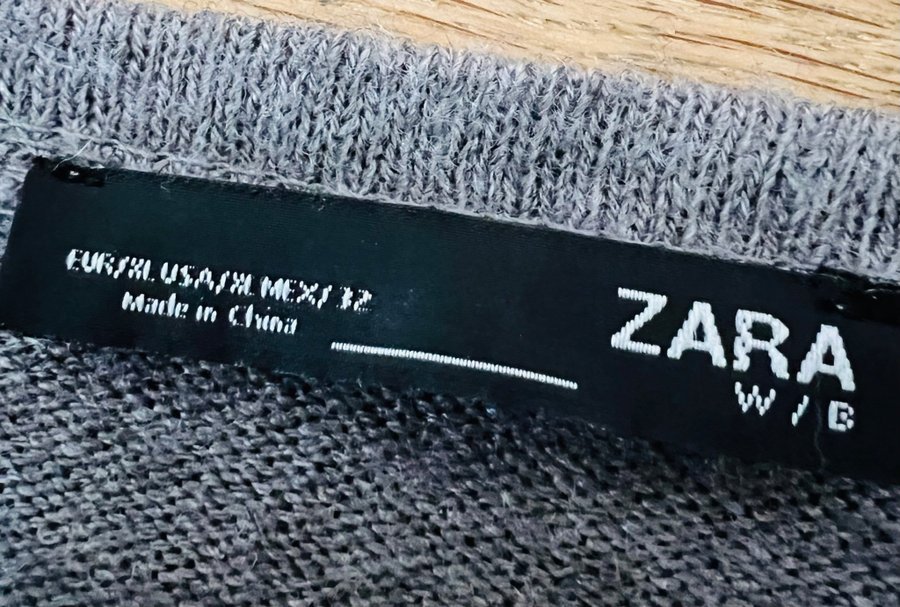 EUR/XL USA/XL MEX/ 32
Made in China
ZARA
W / B